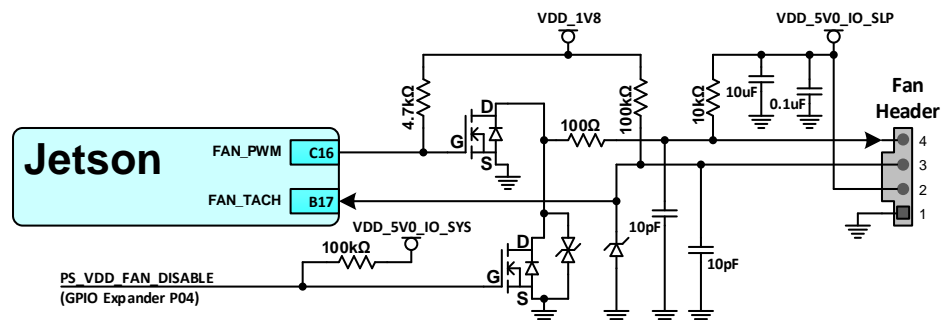 VDD_1V8
VDD_5V0_IO_SLP
4.7kΩ
100kΩ
10kΩ
10uF
0.1uF
Fan
Header
D
G
S
100Ω
Jetson
FAN_PWM
C16
4
3
2
1
FAN_TACH
B17
VDD_5V0_IO_SYS
100kΩ
10pF
10pF
D
G
S
PS_VDD_FAN_DISABLE
(GPIO Expander P04)